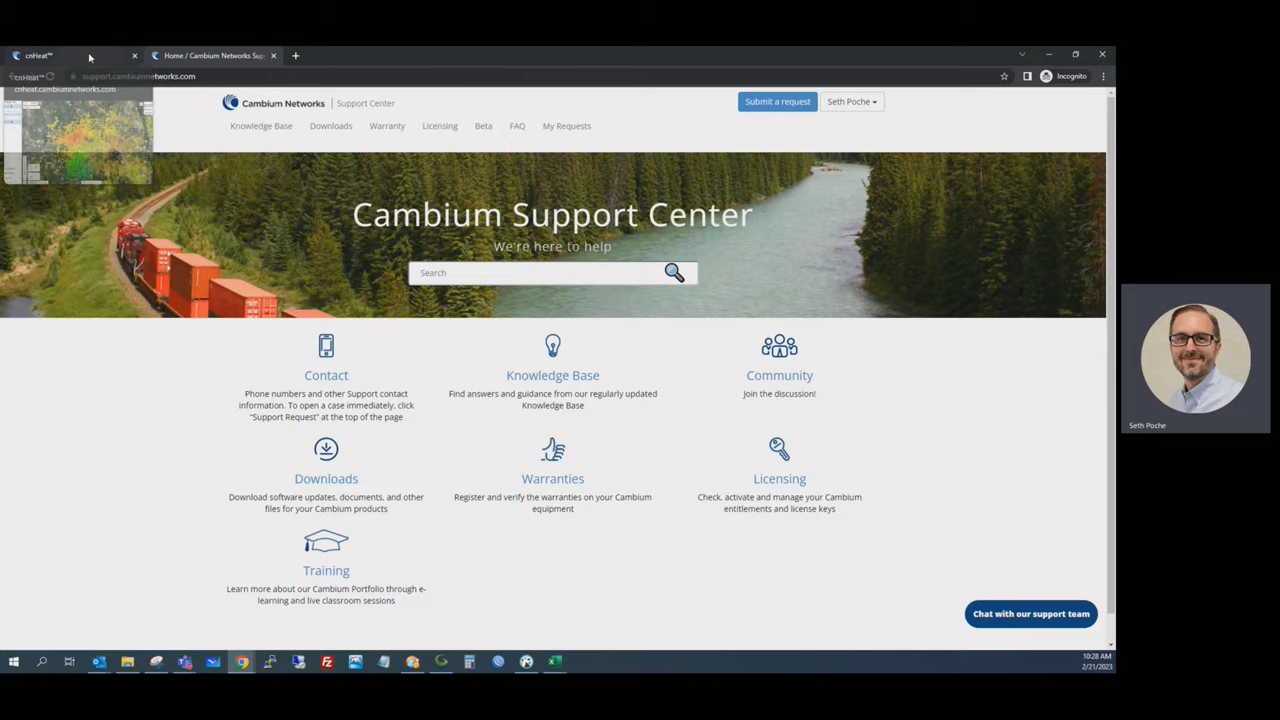 cnHeat™
Home / Cambium Networks Sup
cnHeat™
support.cambiumnetworks.com
Incognito
cnheat.cambiumnetworks.com
Cambium Networks
Support Center
Submit a request
Seth Poche
Knowledge Base
Downloads
Warranty
Licensing
Beta
FAQ
My Requests
Cambium Support Center
We're here to help
Search
Contact
Phone numbers and other Support contact
information. To open a case immediately, click
"Support Request" at the top of the page
Knowledge Base
Find answers and guidance from our regularly updated
Knowledge Base
Community
Join the discussion!
Downloads
Download software updates, documents, and other
files for your Cambium products
Warranties
Register and verify the warranties on your Cambium
equipment
Licensing
Check, activate and manage your Cambium
entitlements and license keys
Training
Learn more about our Cambium Portfolio through e-
learning and live classroom sessions
Chat with our support team
Seth Poche
10:28 AM
2/21/2023